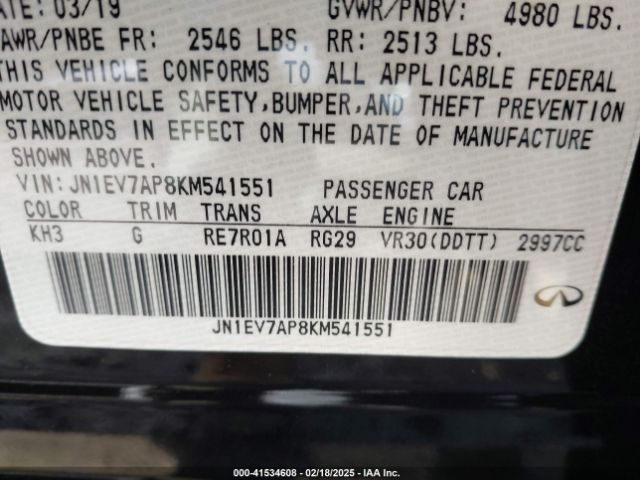 ATE: 03/19 GVWR/PNBV: 4980 LBS.
AWR/PNBE FR: 2546 LBS. RR: 2513 LBS.
THIS VEHICLE CONFORMS TO ALL APPLICABLE FEDERAL
MOTOR VEHICLE SAFETY,BUMPER,AND THEFT PREVENTION
STANDARDS IN EFFECT ON THE DATE OF MANUFACTURE
SHOWN ABOVE.
VIN:JN1EV7AP8KM541551 PASSENGER CAR
COLOR TRIM TRANS AXLE ENGINE
KH3 G RE7R01A RG29 VR30(DDTT) 2997CC
JN1EV7AP8KM541551
000-41534608 - 02/18/2025 - IAA Inc.